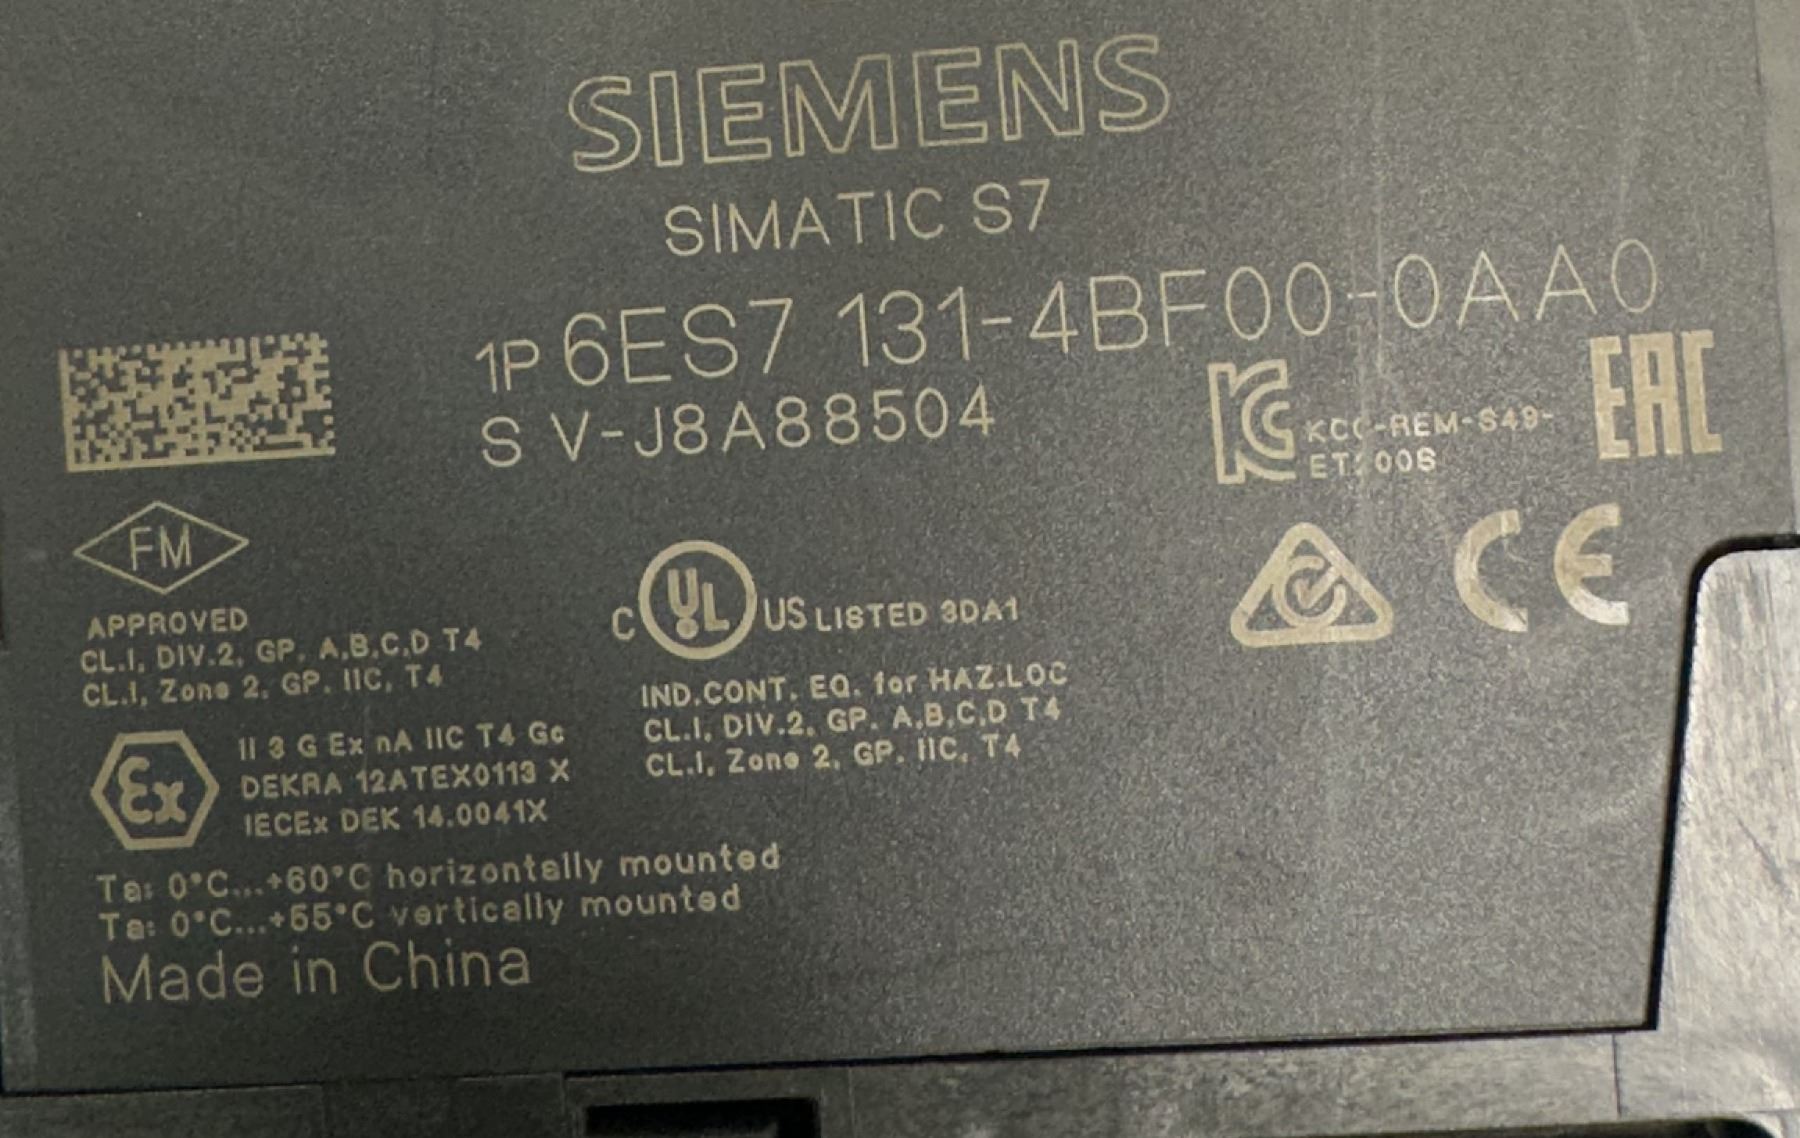 SIEMENS
SIMATIC S7
1P 6ES7 131-4BF00-0AA0
S V-J8A88504
KCC-REM-S49-
ET200S
EAC
FM
APPROVED
CL.I, DIV.2, GP. A,B,C,D T4
CL.I, Zone 2, GP. IIC, T4
C UL US LISTED 3DA1
IND.CONT. EQ. for HAZ.LOC
CL.I, DIV.2, GP. A,B,C,D T4
CL.I, Zone 2, GP. IIC, T4
CE
Ex
II 3 G Ex nA IIC T4 Gc
DEKRA 12ATEX0113 X
IECEx DEK 14.0041X
Ta: 0°C...+60°C horizontally mounted
Ta: 0°C...+55°C vertically mounted
Made in China